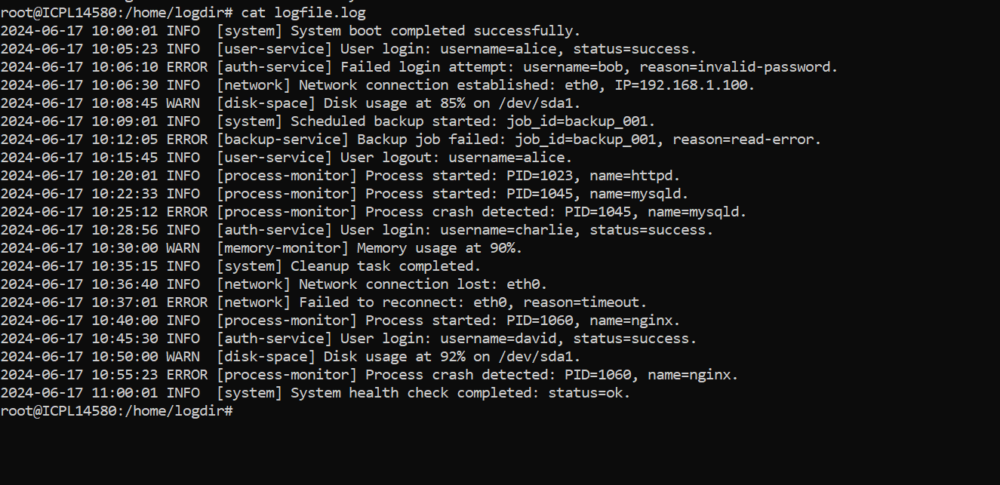 root@ICPL14580:/home/logdir# cat logfile.log
2024-06-17 10:00:01 INFO  [system] System boot completed successfully.
2024-06-17 10:05:23 INFO  [user-service] User login: username=alice, status=success.
2024-06-17 10:06:10 ERROR [auth-service] Failed login attempt: username=bob, reason=invalid-password.
2024-06-17 10:06:30 INFO  [network] Network connection established: eth0, IP=192.168.1.100.
2024-06-17 10:08:45 WARN  [disk-space] Disk usage at 85% on /dev/sda1.
2024-06-17 10:09:01 INFO  [system] Scheduled backup started: job_id=backup_001.
2024-06-17 10:12:05 ERROR [backup-service] Backup job failed: job_id=backup_001, reason=read-error.
2024-06-17 10:15:45 INFO  [user-service] User logout: username=alice.
2024-06-17 10:20:01 INFO  [process-monitor] Process started: PID=1023, name=httpd.
2024-06-17 10:22:33 INFO  [process-monitor] Process started: PID=1045, name=mysqld.
2024-06-17 10:25:12 ERROR [process-monitor] Process crash detected: PID=1045, name=mysqld.
2024-06-17 10:28:56 INFO  [auth-service] User login: username=charlie, status=success.
2024-06-17 10:30:00 WARN  [memory-monitor] Memory usage at 90%.
2024-06-17 10:35:15 INFO  [system] Cleanup task completed.
2024-06-17 10:36:40 INFO  [network] Network connection lost: eth0.
2024-06-17 10:37:01 ERROR [network] Failed to reconnect: eth0, reason=timeout.
2024-06-17 10:40:00 INFO  [process-monitor] Process started: PID=1060, name=nginx.
2024-06-17 10:45:30 INFO  [auth-service] User login: username=david, status=success.
2024-06-17 10:50:00 WARN  [disk-space] Disk usage at 92% on /dev/sda1.
2024-06-17 10:55:23 ERROR [process-monitor] Process crash detected: PID=1060, name=nginx.
2024-06-17 11:00:01 INFO  [system] System health check completed: status=ok.
root@ICPL14580:/home/logdir#